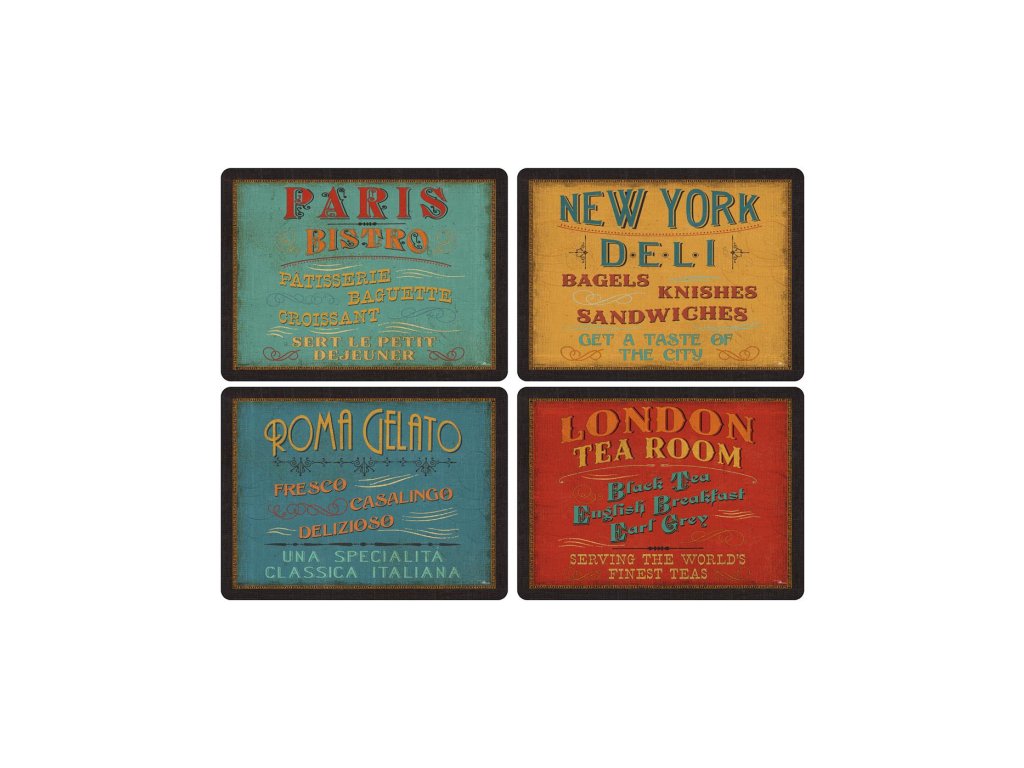 PARIS
BISTRO
PATISSERIE
BAGUETTE
CROISSANT
SERT LE PETIT
DEJEUNER
NEW YORK
D·E·L·I
BAGELS
KNISHES
SANDWICHES
GET A TASTE OF
THE CITY
ROMA GELATO
FRESCO
CASALINGO
DELIZIOSO
UNA SPECIALITÀ
CLASSICA ITALIANA
LONDON
TEA ROOM
Black Tea
English Breakfast
Earl Grey
SERVING THE WORLD'S
FINEST TEAS